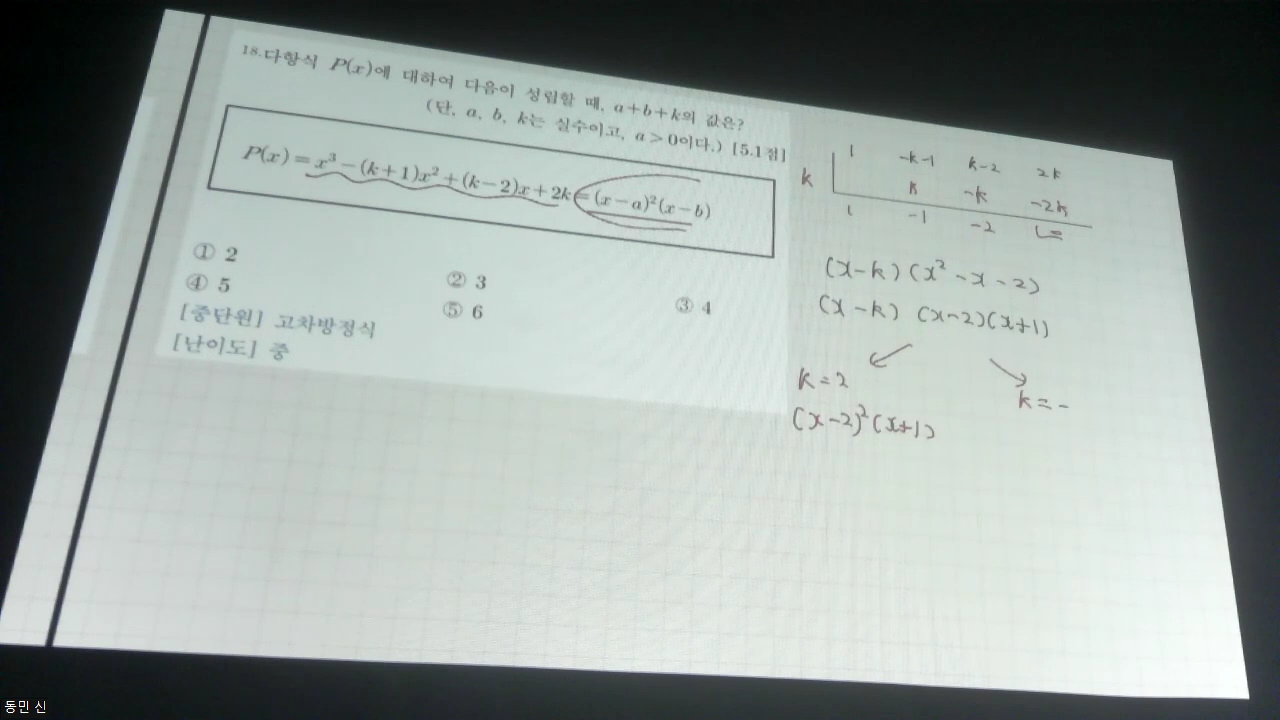 18.다항식 P(x)에 대하여 다음이 성립할 때, a+b+k의 값은?
(단, a, b, k는 실수이고, a>0이다.) [5.1점]
P(x)=x³-(k+1)x²+(k-2)x+2k=(x-a)²(x-b)
① 2
② 3
③ 4
④ 5
⑤ 6
[중단원] 고차방정식
[난이도] 중
1 -k-1 k-2 2k
k k -k -2k
1 -1 -2 0
(x-k)(x²-x-2)
(x-k)(x-2)(x+1)
k=2
(x-2)²(x+1)
k=-
동민 신